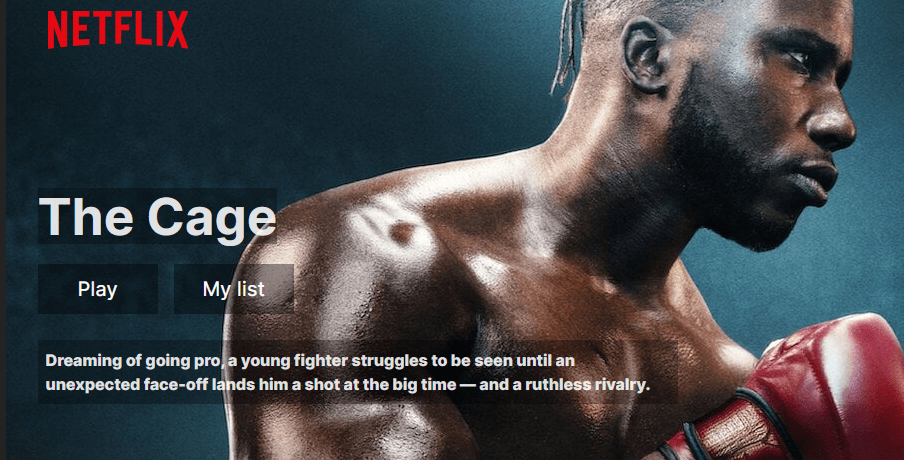 NETFLIX
The Cage
Play
My list
Dreaming of going pro, a young fighter struggles to be seen until an
unexpected face-off lands him a shot at the big time — and a ruthless rivalry.